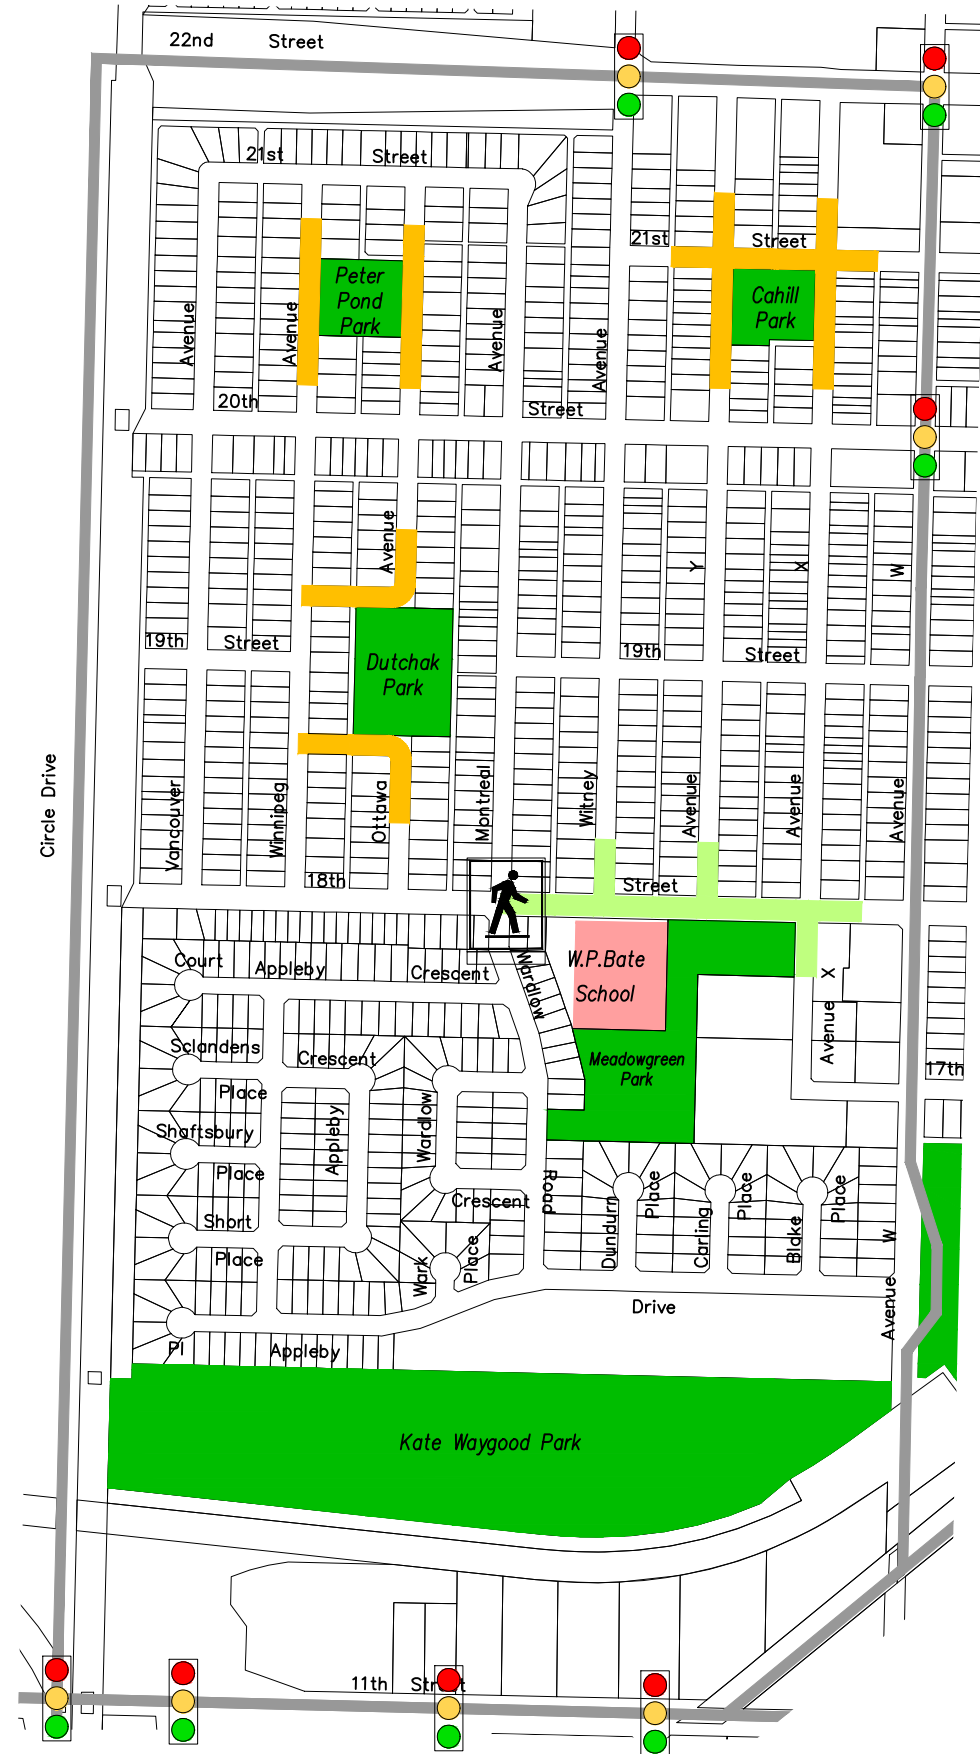 22nd Street
21st Street
21st Street
Peter
Pond
Park
Cahill
Park
Avenue
Avenue
Avenue
Avenue
20th Street
Avenue
Y
X
W
19th Street
19th Street
Dutchak
Park
Circle Drive
Vancouver
Winnipeg
Ottawa
Montreal
Witney
Avenue
Avenue
Avenue
18th Street
Court
Appleby Crescent
Wardlow
W.P.Bate
School
Avenue X
Sclandens
Crescent
Meadowgreen
Park
17th
Place
Appleby
Wardlow
Shaftsbury
Place
Crescent
Road
Dundurn
Place
Carling
Place
Blake
Place
Short
Place
Wark
Place
Avenue W
Drive
Pl
Appleby
Kate Waygood Park
11th Street